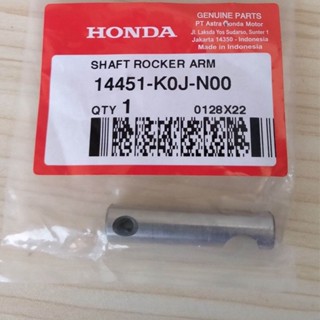 HONDA
GENUINE PARTS
PT Astra Honda Motor
Jl. Laksda Yos Sudarso, Sunter 1
Jakarta 14350 - Indonesia
Made in Indonesia
SHAFT ROCKER ARM
14451-K0J-N00
QTY 1
0128X22